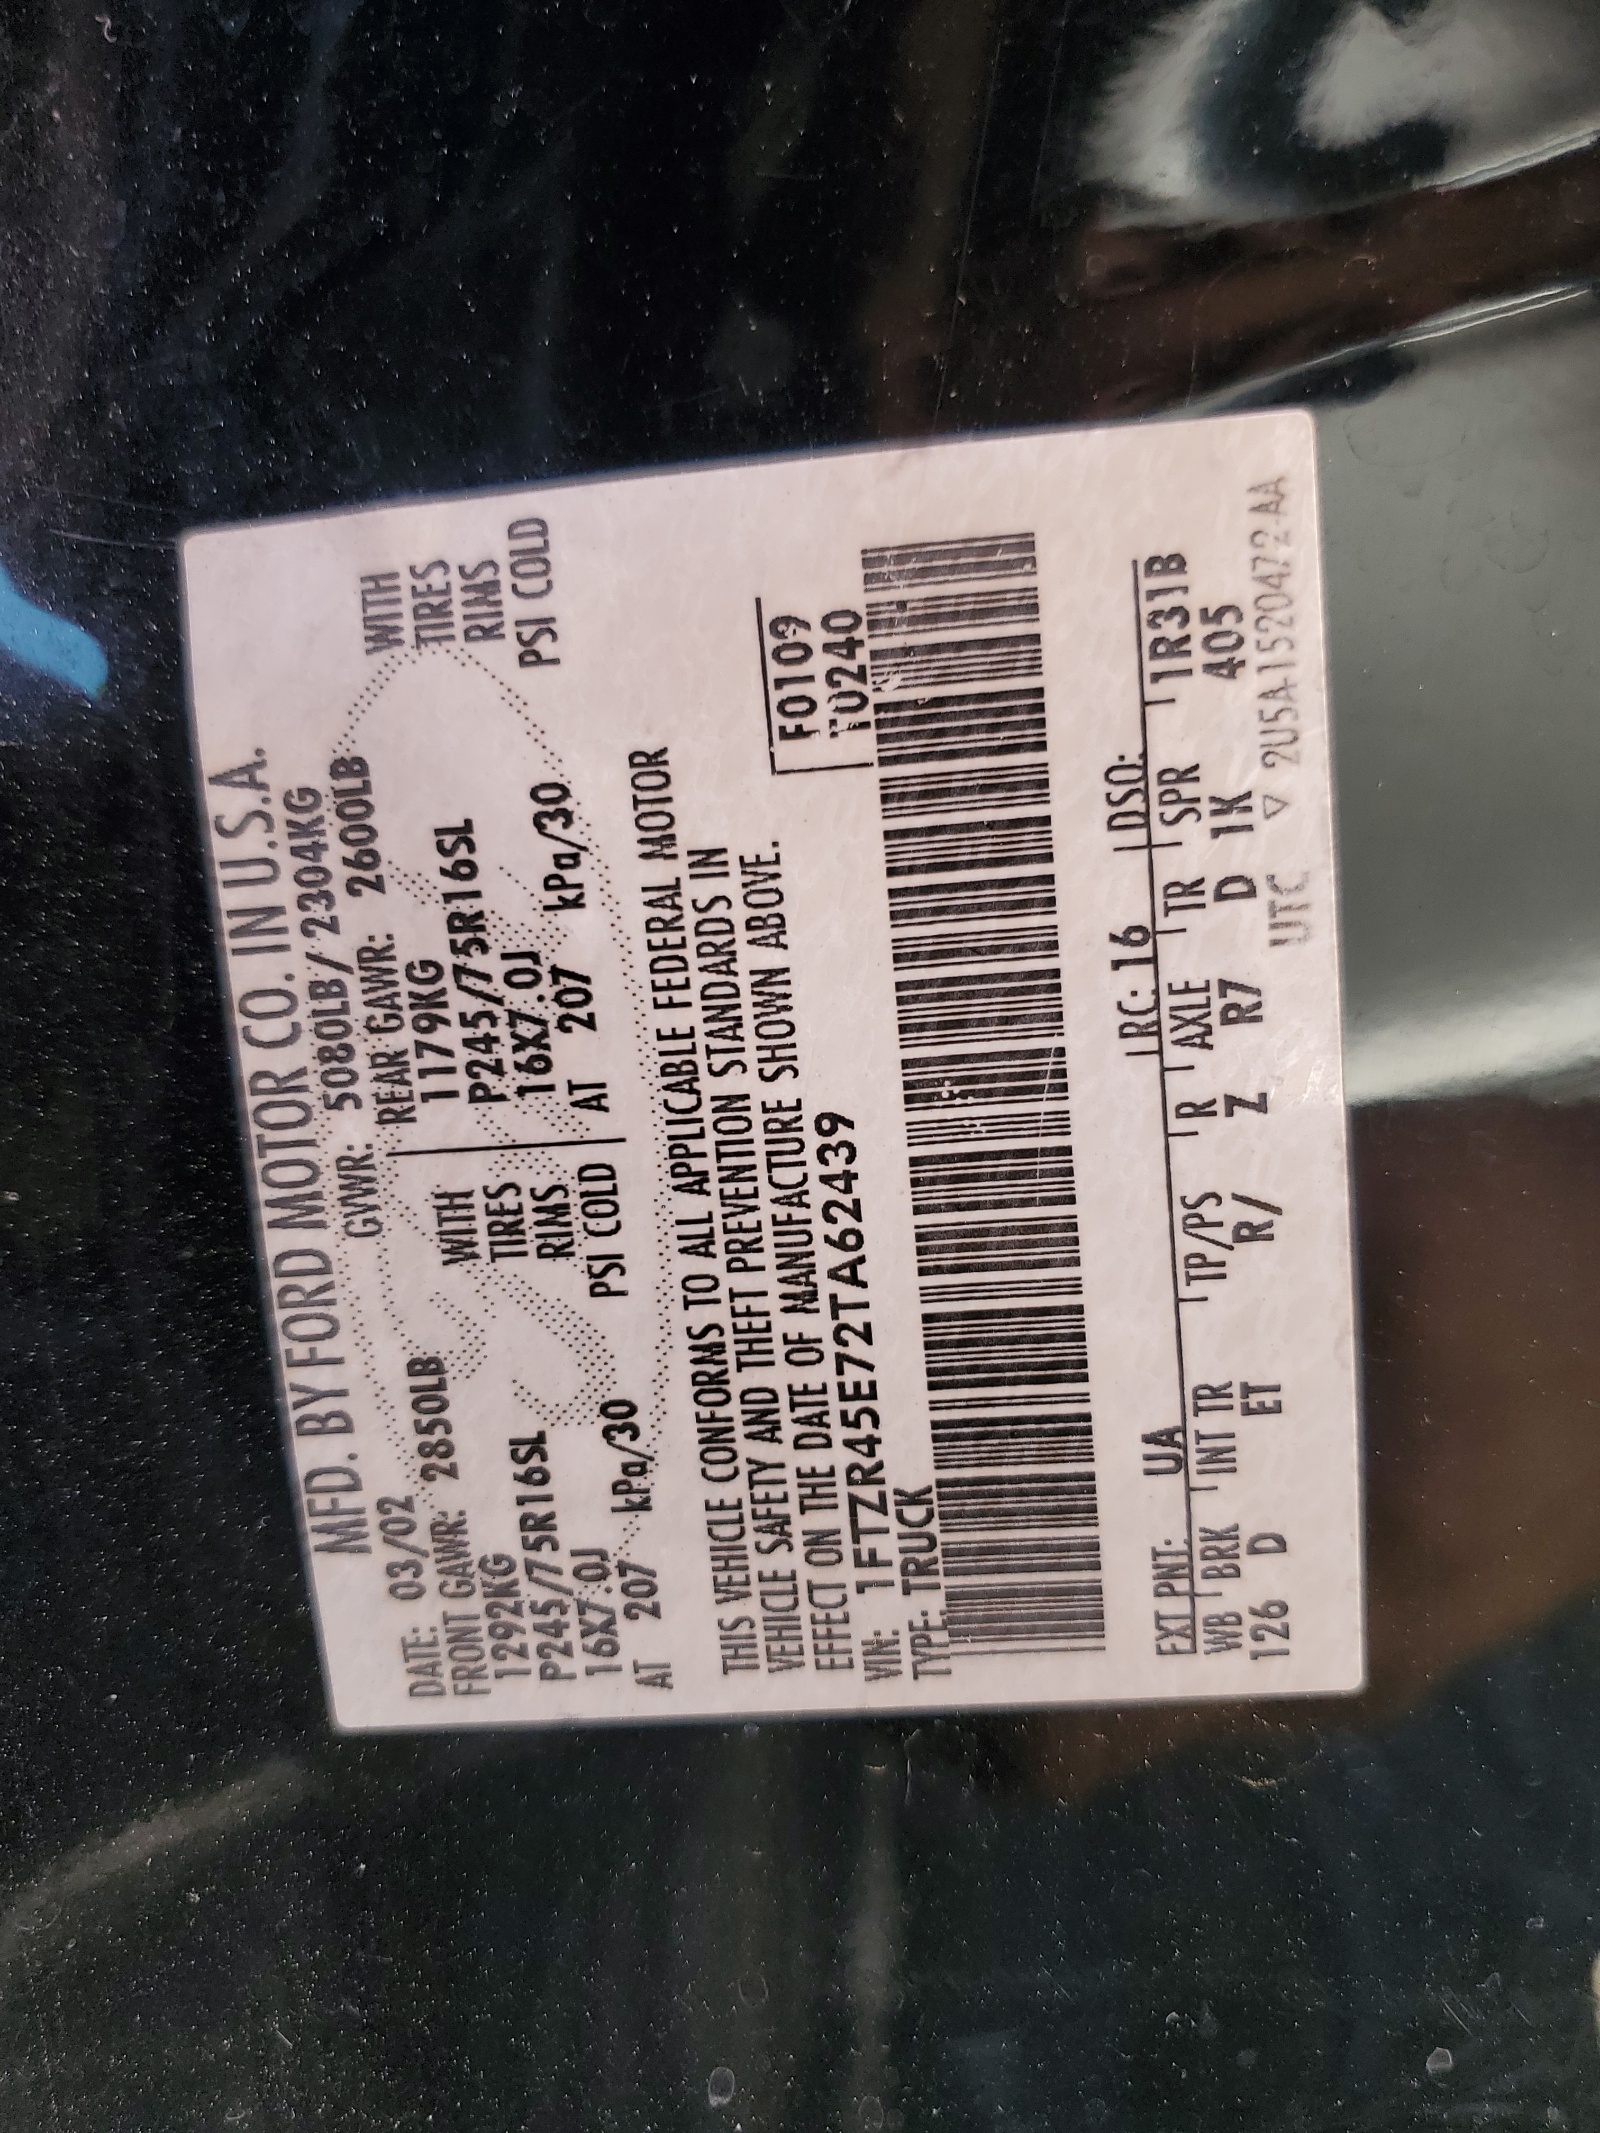 MFD. BY FORD MOTOR CO. IN U.S.A.
DATE: 03/02 GVWR: 5080LB/2304KG
FRONT GAWR: 2850LB REAR GAWR: 2600LB
1292KG WITH 1179KG WITH
P245/75R16SL TIRES P245/75R16SL TIRES
16X7.0J RIMS 16X7.0J RIMS
AT 207 kPa/30 PSI COLD AT 207 kPa/30 PSI COLD
THIS VEHICLE CONFORMS TO ALL APPLICABLE FEDERAL MOTOR
VEHICLE SAFETY AND THEFT PREVENTION STANDARDS IN
EFFECT ON THE DATE OF MANUFACTURE SHOWN ABOVE.
VIN: 1FTZR45E72TA62439 F0109
TYPE: TRUCK T0240
EXT PNT: UA RC: 16 DSO:
WB BRK INT TR TP/PS R AXLE TR SPR 1R31B
126 D ET R/ Z R7 D 1K 405
UTC ▽ 2U5A-1520472-AA